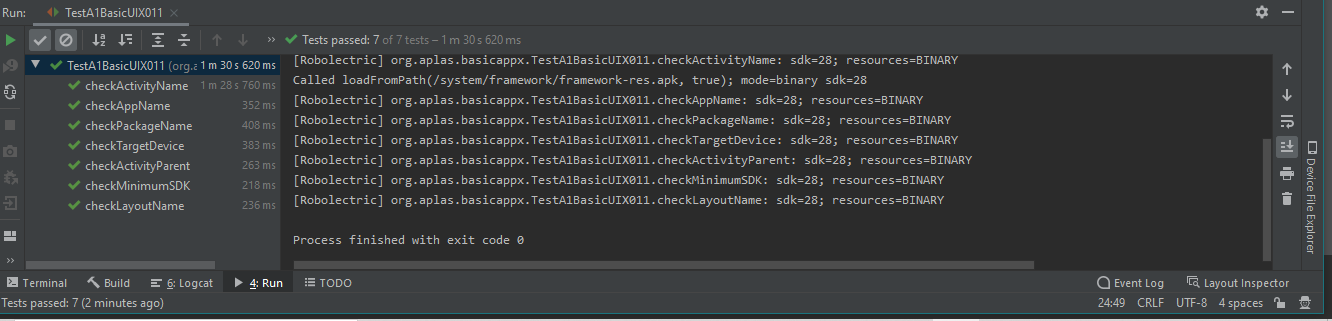 Run: TestA1BasicUIX011 ×
» Tests passed: 7 of 7 tests – 1 m 30 s 620 ms
TestA1BasicUIX011 (org.a 1 m 30 s 620 ms
checkActivityName 1 m 28 s 760 ms
checkAppName 352 ms
checkPackageName 408 ms
checkTargetDevice 383 ms
checkActivityParent 263 ms
checkMinimumSDK 218 ms
checkLayoutName 236 ms
»
[Robolectric] org.aplas.basicappx.TestA1BasicUIX011.checkActivityName: sdk=28; resources=BINARY
Called loadFromPath(/system/framework/framework-res.apk, true); mode=binary sdk=28
[Robolectric] org.aplas.basicappx.TestA1BasicUIX011.checkAppName: sdk=28; resources=BINARY
[Robolectric] org.aplas.basicappx.TestA1BasicUIX011.checkPackageName: sdk=28; resources=BINARY
[Robolectric] org.aplas.basicappx.TestA1BasicUIX011.checkTargetDevice: sdk=28; resources=BINARY
[Robolectric] org.aplas.basicappx.TestA1BasicUIX011.checkActivityParent: sdk=28; resources=BINARY
[Robolectric] org.aplas.basicappx.TestA1BasicUIX011.checkMinimumSDK: sdk=28; resources=BINARY
[Robolectric] org.aplas.basicappx.TestA1BasicUIX011.checkLayoutName: sdk=28; resources=BINARY
Process finished with exit code 0
Device File Explorer
Terminal Build 6: Logcat 4: Run TODO Event Log Layout Inspector
Tests passed: 7 (2 minutes ago) 24:49 CRLF UTF-8 4 spaces